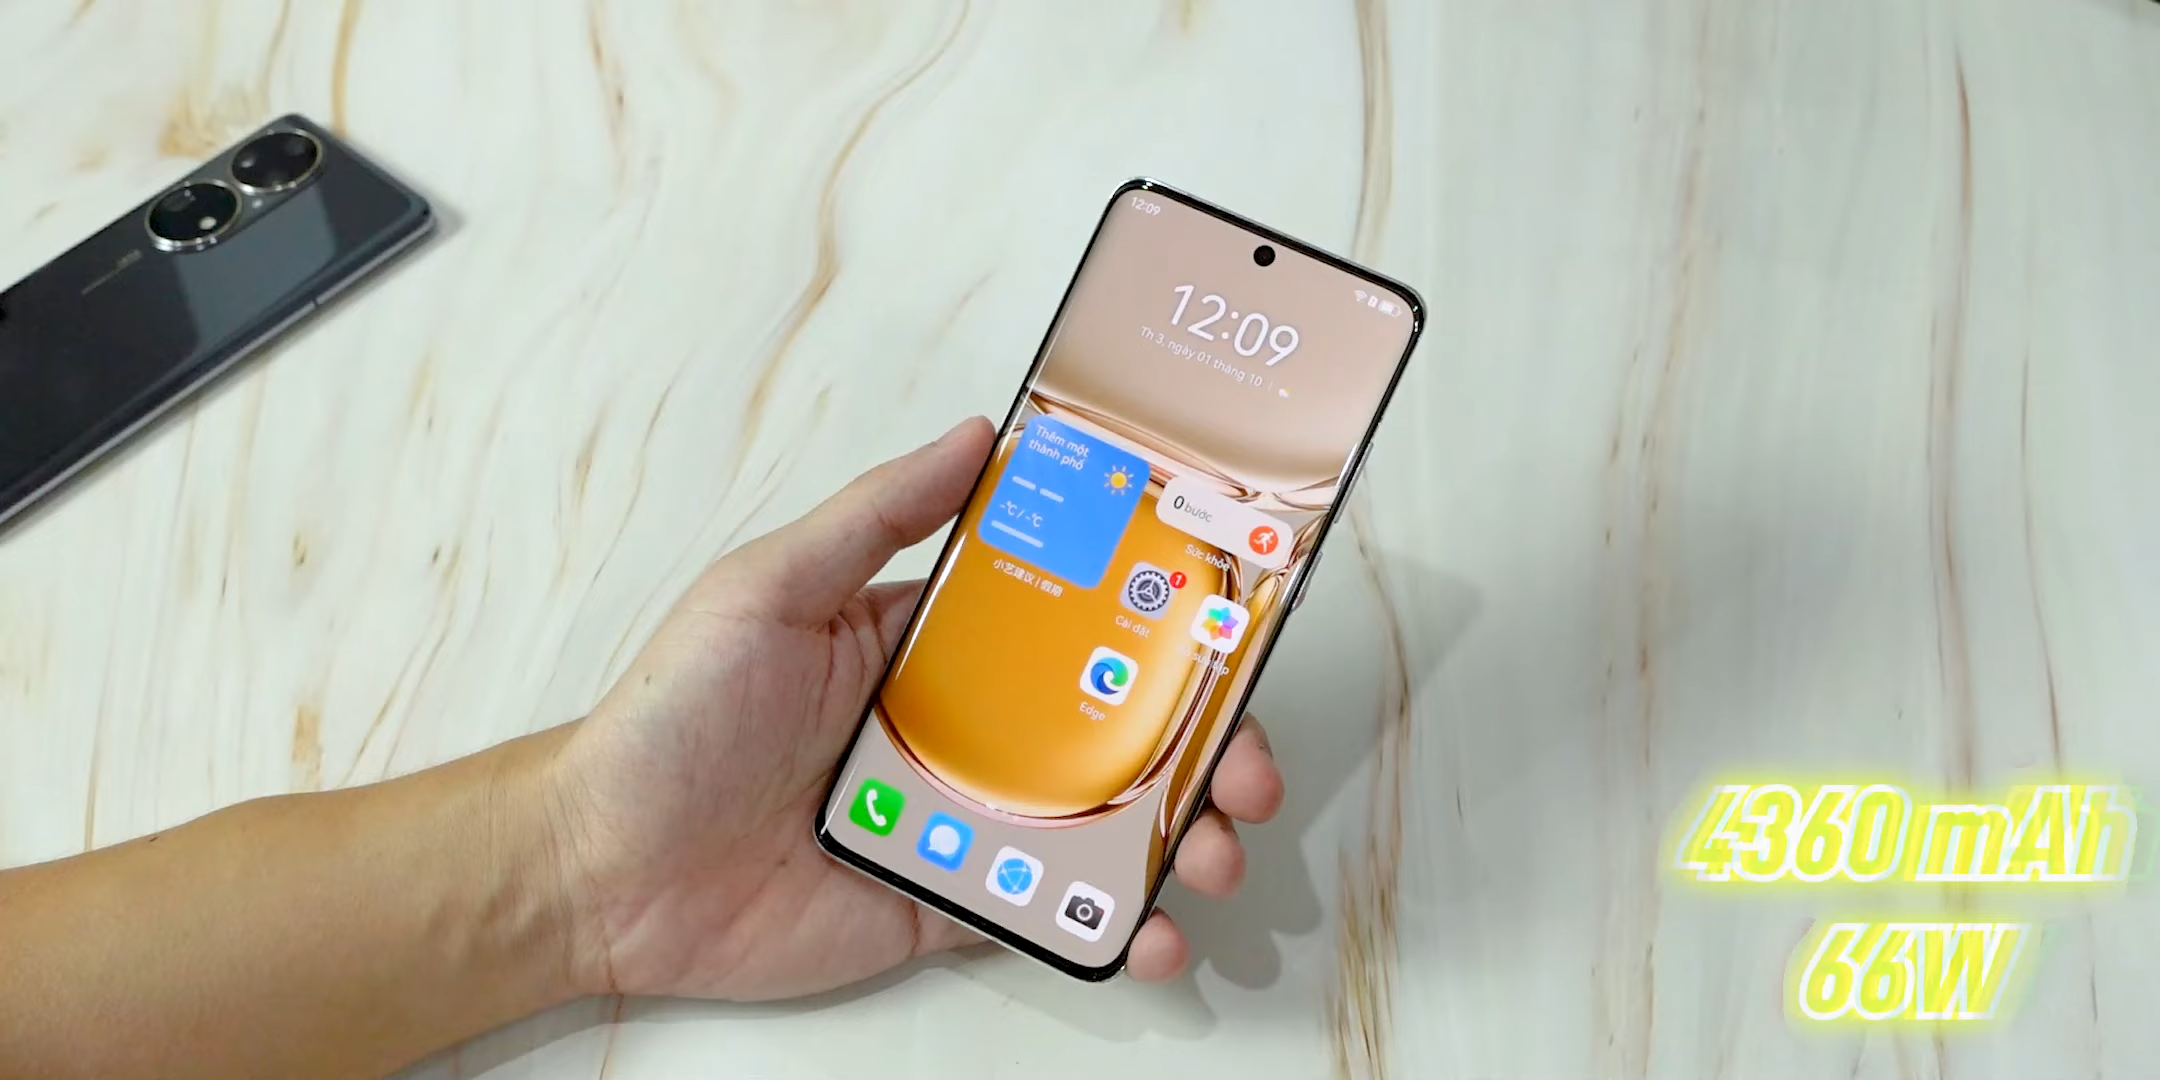 12:09
12:09
Th 3, ngày 01 tháng 10
Thêm một
thành phố
-°C / -°C
0 bước
Sức khỏe
小艺建议 | 假期
1
Cài đặt
Edge
4360 mAh
66W